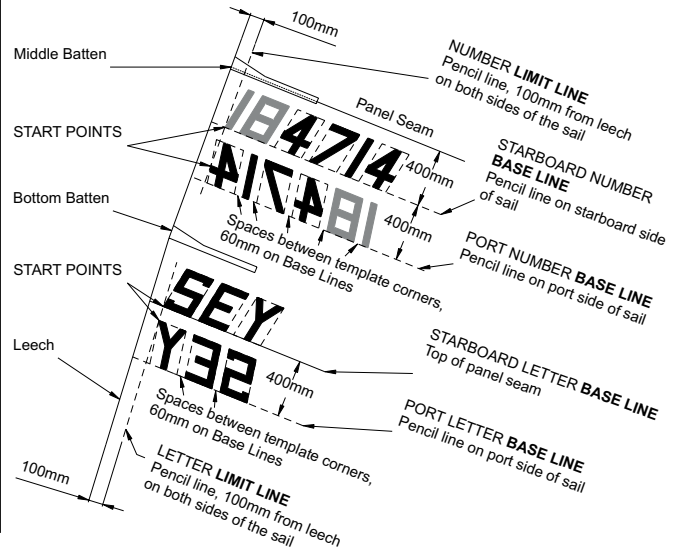 100mm
Middle Batten
NUMBER LIMIT LINE
Pencil line, 100mm from leech
on both sides of the sail
Panel Seam
START POINTS
184714
400mm
STARBOARD NUMBER
BASE LINE
Pencil line on starboard side
of sail
184714
400mm
Bottom Batten
Spaces between template corners,
60mm on Base Lines
PORT NUMBER BASE LINE
Pencil line on port side of sail
START POINTS
SEY
STARBOARD LETTER BASE LINE
Top of panel seam
Leech
SEY
400mm
Spaces between template corners,
60mm on Base Lines
PORT LETTER BASE LINE
Pencil line on port side of sail
LETTER LIMIT LINE
Pencil line, 100mm from leech
on both sides of the sail
100mm